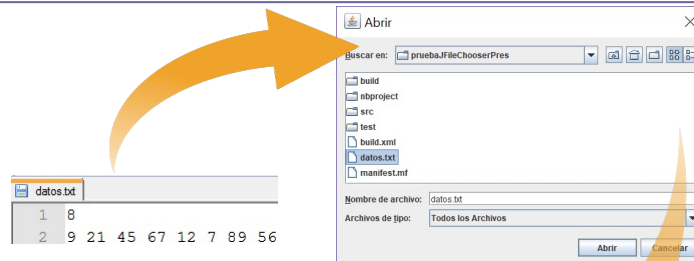 Abrir
Buscar en: pruebaJFileChooserPres
build
nbproject
src
test
build.xml
datos.txt
manifest.mf
Nombre de archivo: datos.txt
Archivos de tipo: Todos los Archivos
Abrir Cancelar
datos.txt
1 8
2 9 21 45 67 12 7 89 56